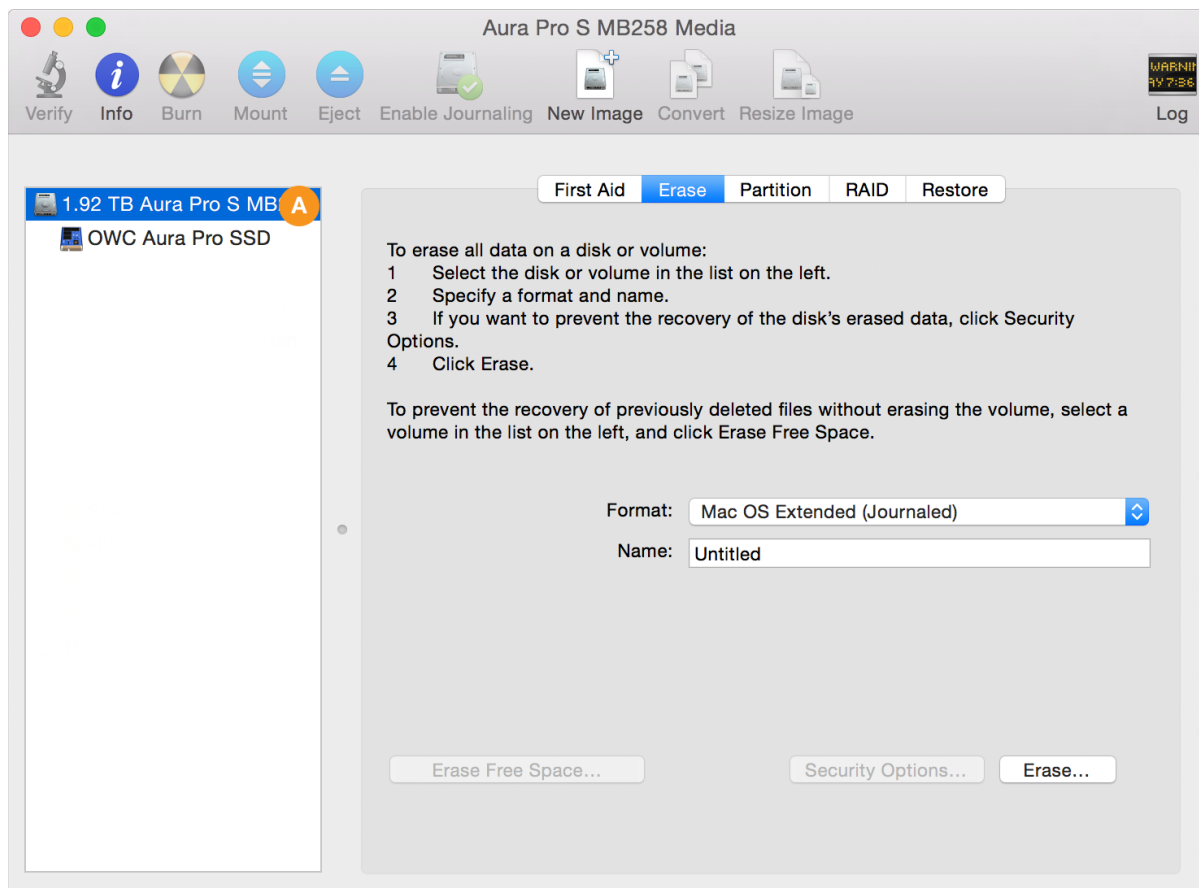 Aura Pro S MB258 Media
Verify Info Burn Mount Eject Enable Journaling New Image Convert Resize Image Log
WARNIN
AY 7:36
1.92 TB Aura Pro S MB A
OWC Aura Pro SSD
First Aid Erase Partition RAID Restore
To erase all data on a disk or volume:
1 Select the disk or volume in the list on the left.
2 Specify a format and name.
3 If you want to prevent the recovery of the disk’s erased data, click Security
Options.
4 Click Erase.
To prevent the recovery of previously deleted files without erasing the volume, select a
volume in the list on the left, and click Erase Free Space.
Format: Mac OS Extended (Journaled)
Name: Untitled
Erase Free Space... Security Options... Erase...